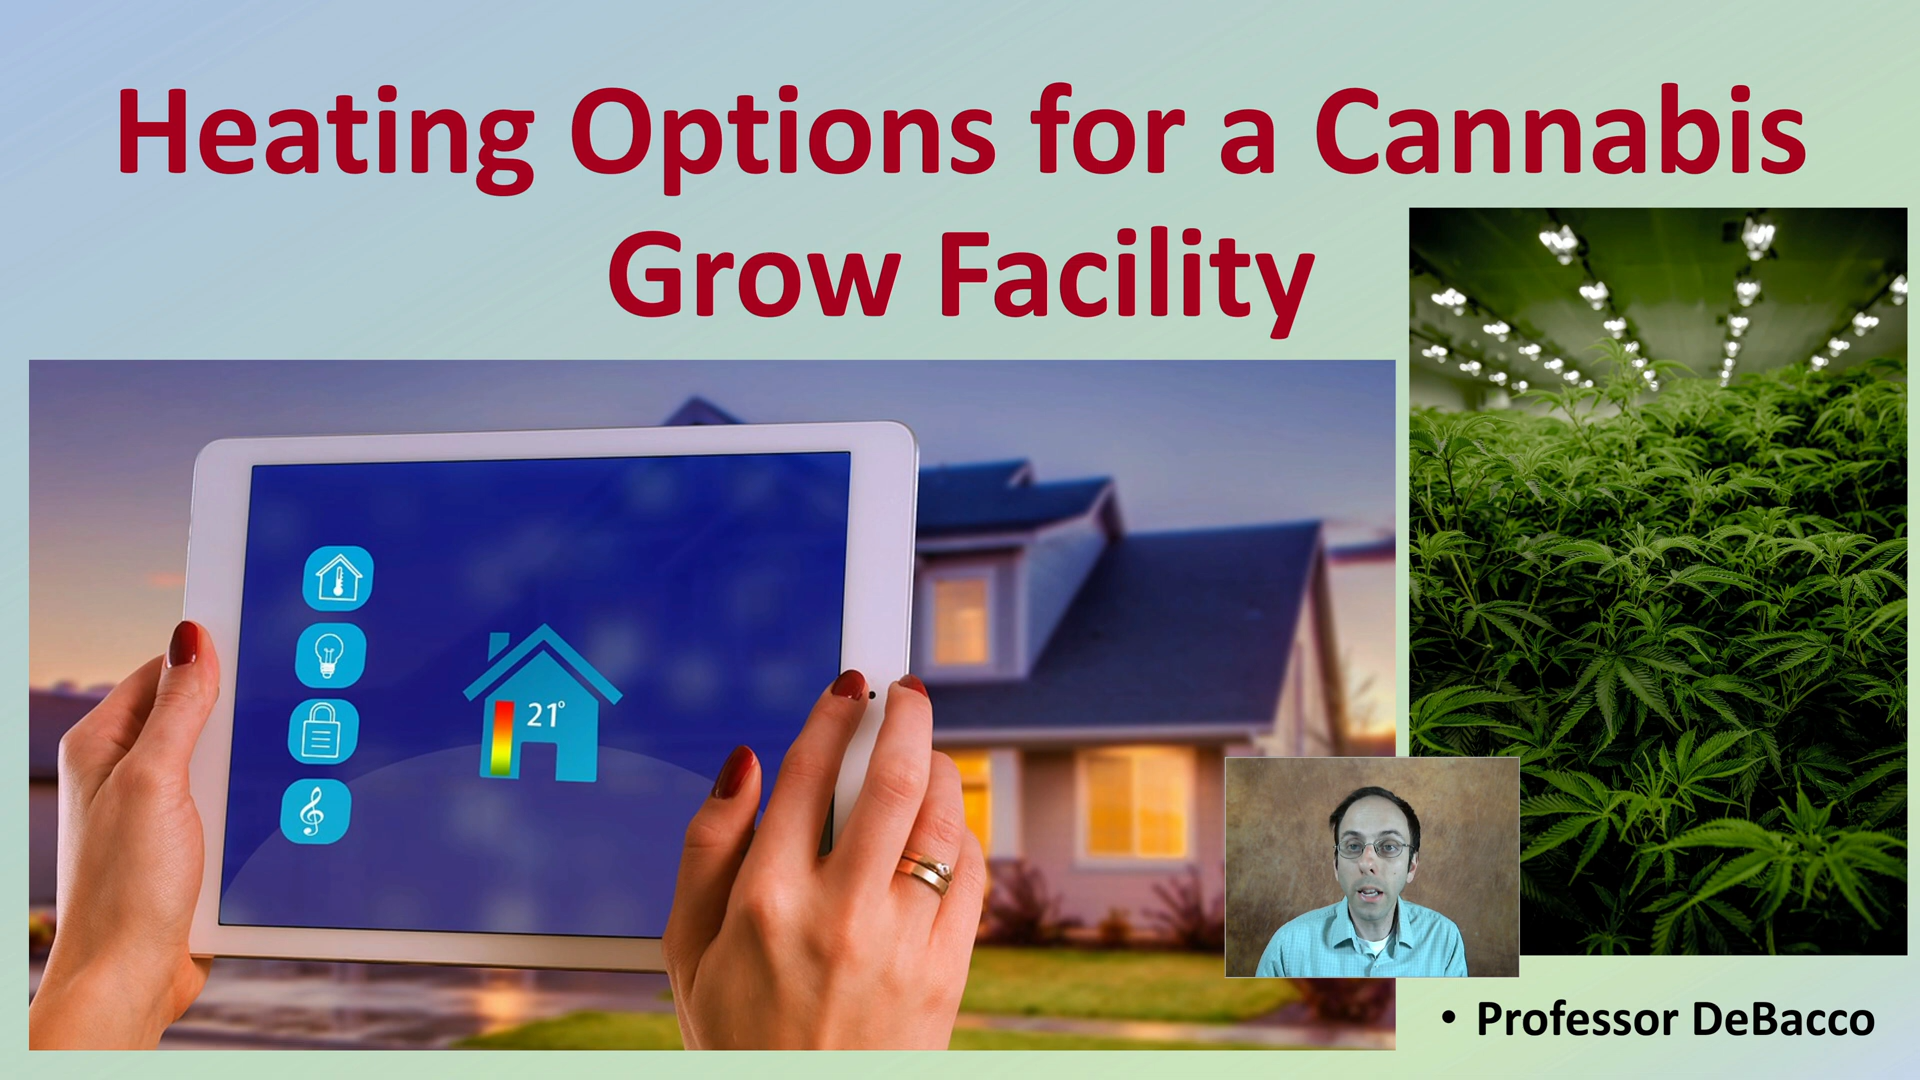 Heating Options for a Cannabis
Grow Facility
21°
• Professor DeBacco